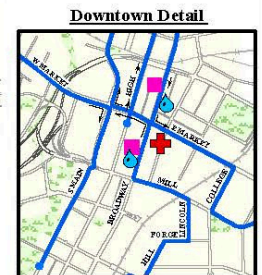 Downtown Detail
W. MARKET
HIGH
E. MARKET
S. MAIN
BROADWAY
MILL
COLLEGE
FORGE
LINCOLN
HILL